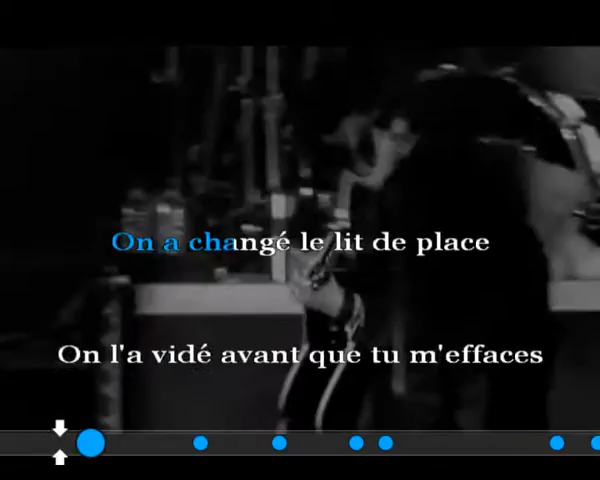 On a changé le lit de place
On l'a vidé avant que tu m'effaces